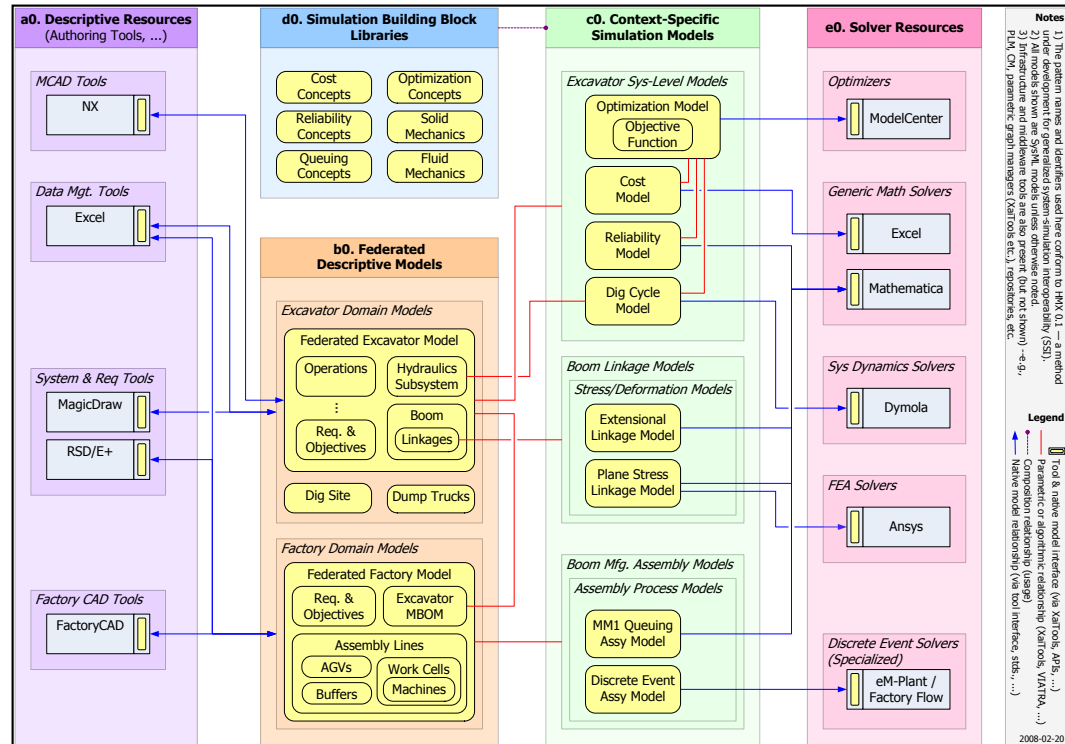 a0. Descriptive Resources
(Authoring Tools, ...)
MCAD Tools
NX
Data Mgt. Tools
Excel
System & Req Tools
MagicDraw
RSD/E+
Factory CAD Tools
FactoryCAD
d0. Simulation Building Block
Libraries
Cost
Concepts
Optimization
Concepts
Reliability
Concepts
Solid
Mechanics
Queuing
Concepts
Fluid
Mechanics
b0. Federated
Descriptive Models
Excavator Domain Models
Federated Excavator Model
Operations
Hydraulics
Subsystem
...
Req. &
Objectives
Boom
Linkages
Dig Site
Dump Trucks
Factory Domain Models
Federated Factory Model
Req. &
Objectives
Excavator
MBOM
Assembly Lines
AGVs
Buffers
Work Cells
Machines
c0. Context-Specific
Simulation Models
Excavator Sys-Level Models
Optimization Model
Objective
Function
Cost
Model
Reliability
Model
Dig Cycle
Model
Boom Linkage Models
Stress/Deformation Models
Extensional
Linkage Model
Plane Stress
Linkage Model
Boom Mfg. Assembly Models
Assembly Process Models
MM1 Queuing
Assy Model
Discrete Event
Assy Model
e0. Solver Resources
Optimizers
ModelCenter
Generic Math Solvers
Excel
Mathematica
Sys Dynamics Solvers
Dymola
FEA Solvers
Ansys
Discrete Event Solvers
(Specialized)
eM-Plant /
Factory Flow
Notes
1) The pattern names and identifiers used here conform to HMX 0.1 — a method
under development for generalized system-simulation interoperability (SSI).
2) All models shown are SysML models unless otherwise noted.
3) Infrastructure and middleware tools are also present (but not shown) --e.g.,
PLM, CM, parametric graph managers (XaiTools etc.), repositories, etc.
Legend
Tool & native model interface (via XaiTools, APIs, ...)
Parametric or algorithmic relationship (XaiTools, VIATRA, ...)
Composition relationship (usage)
Native model relationship (via tool interface, stds., ...)
2008-02-20